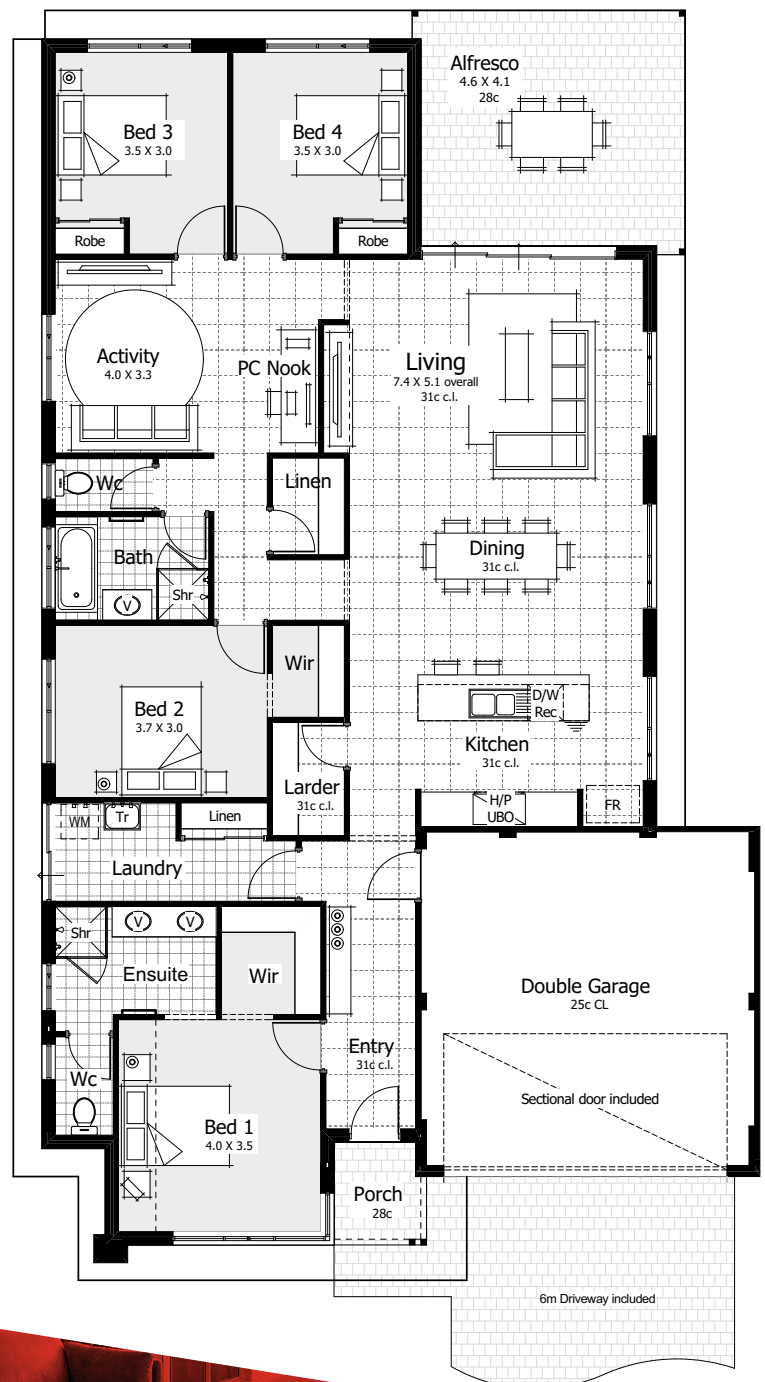 Alfresco
4.6 X 4.1
28c
Bed 3
3.5 X 3.0
Bed 4
3.5 X 3.0
Robe
Robe
Activity
4.0 X 3.3
PC Nook
Living
7.4 X 5.1 overall
31c c.l.
Wc
Linen
Bath
Shr
V
Dining
31c c.l.
Wir
Bed 2
3.7 X 3.0
D/W
Rec
Kitchen
31c c.l.
Larder
31c c.l.
H/P
UBO
FR
WM
Tr
Linen
Laundry
Shr
V
V
Ensuite
Wir
Double Garage
25c CL
Entry
31c c.l.
Wc
Sectional door included
Bed 1
4.0 X 3.5
Porch
28c
6m Driveway included